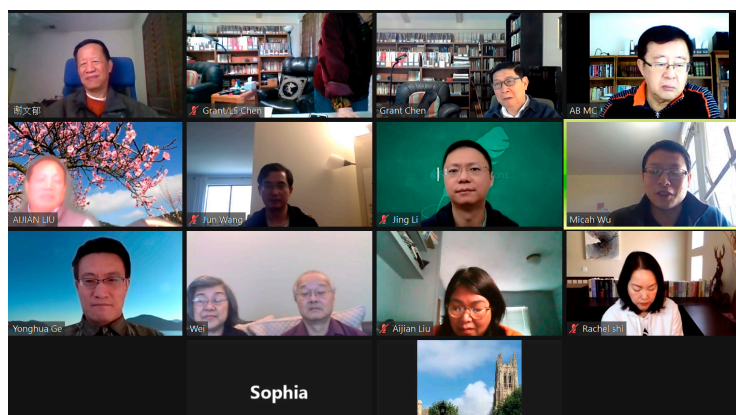 谢文郁
Grant/LS Chen
Grant Chen
AB MC
AIJIAN LIU
Jun Wang
Jing Li
Micah Wu
Yonghua Ge
Wei
Aijian Liu
Rachel shi
Sophia